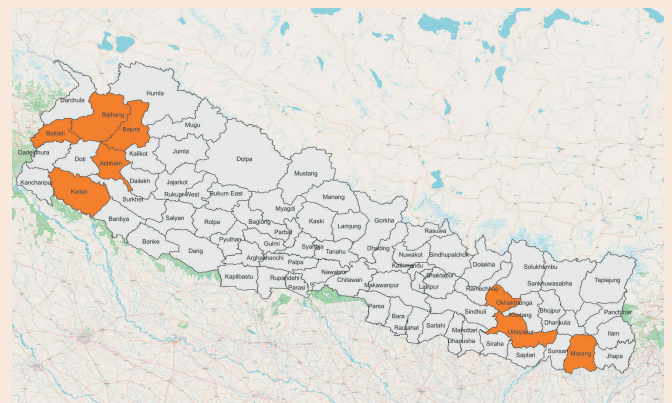 Humla
Darchula
Bajhang
Mugu
Bajura
Baitadi
Dadeldhura
Doti
Achham
Kalikot
Jumla
Dolpa
Kanchanpur
Kailali
Dailekh
Jajarkot
Mustang
Surkhet
Rukum West
Rukum East
Manang
Bardiya
Salyan
Rolpa
Myagdi
Baglung
Kaski
Lamjung
Gorkha
Parbat
Rasuwa
Banke
Dang
Pyuthan
Gulmi
Syangja
Tanahu
Dhading
Nuwakot
Sindhupalchok
Arghakhanchi
Palpa
Kathmandu
Dolakha
Solukhumbu
Kapilbastu
Rupandehi
Nawalpur
Chitawan
Bhaktapur
Sankhuwasabha
Taplejung
Parasi
Makawanpur
Lalitpur
Ramechhap
Okhaldhunga
Parsa
Bara
Sindhuli
Khotang
Bhojpur
Panchthar
Rautahat
Sarlahi
Mahottari
Udayapur
Dhankuta
Ilam
Dhanusha
Siraha
Saptari
Sunsari
Morang
Jhapa